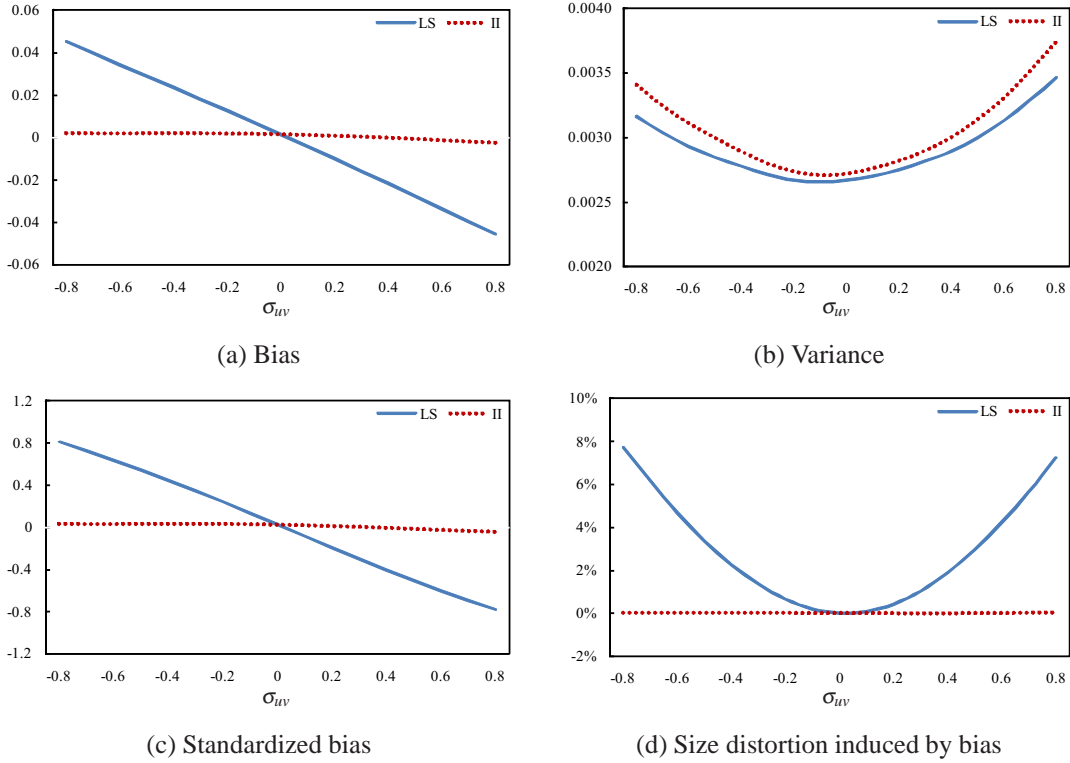 LS II
0.06
0.04
0.02
0
-0.02
-0.04
-0.06
-0.8 -0.6 -0.4 -0.2 0 0.2 0.4 0.6 0.8
σuv
(a) Bias
LS II
0.0040
0.0035
0.0030
0.0025
0.0020
-0.8 -0.6 -0.4 -0.2 0 0.2 0.4 0.6 0.8
σuv
(b) Variance
LS II
1.2
0.8
0.4
0
-0.4
-0.8
-1.2
-0.8 -0.6 -0.4 -0.2 0 0.2 0.4 0.6 0.8
σuv
(c) Standardized bias
LS II
10%
8%
6%
4%
2%
0%
-2%
-0.8 -0.6 -0.4 -0.2 0 0.2 0.4 0.6 0.8
σuv
(d) Size distortion induced by bias